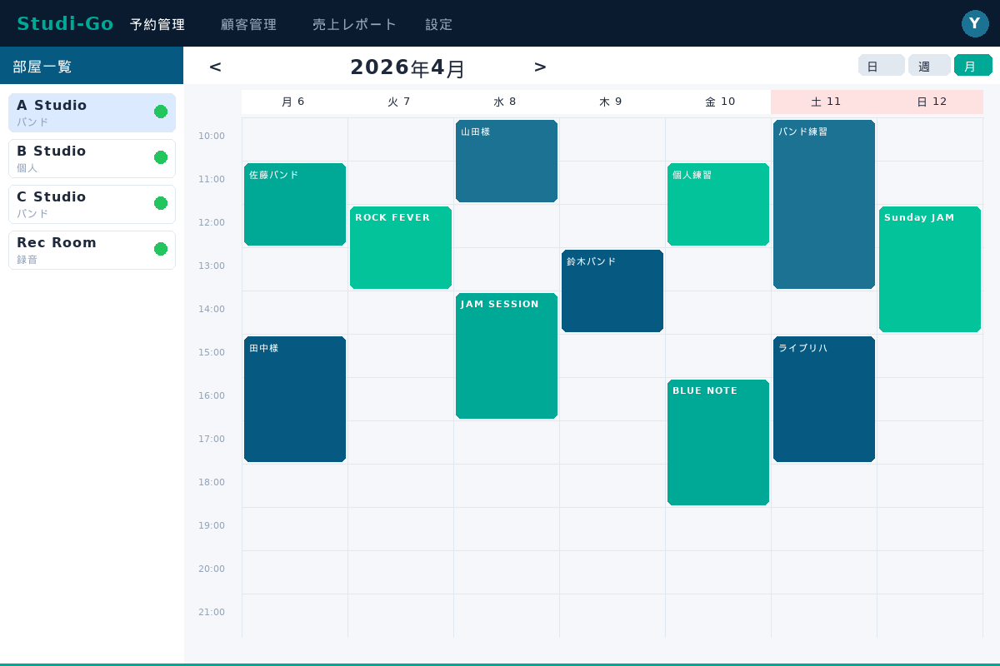 Studi-Go 予約管理 顧客管理 売上レポート 設定 Y
部屋一覧
< 2026年4月 > 日 週 月
A Studio
バンド
B Studio
個人
C Studio
バンド
Rec Room
録音
月 6 火 7 水 8 木 9 金 10 土 11 日 12
10:00
11:00
12:00
13:00
14:00
15:00
16:00
17:00
18:00
19:00
20:00
21:00
佐藤バンド
田中様
ROCK FEVER
山田様
JAM SESSION
鈴木バンド
個人練習
BLUE NOTE
バンド練習
ライブリハ
Sunday JAM